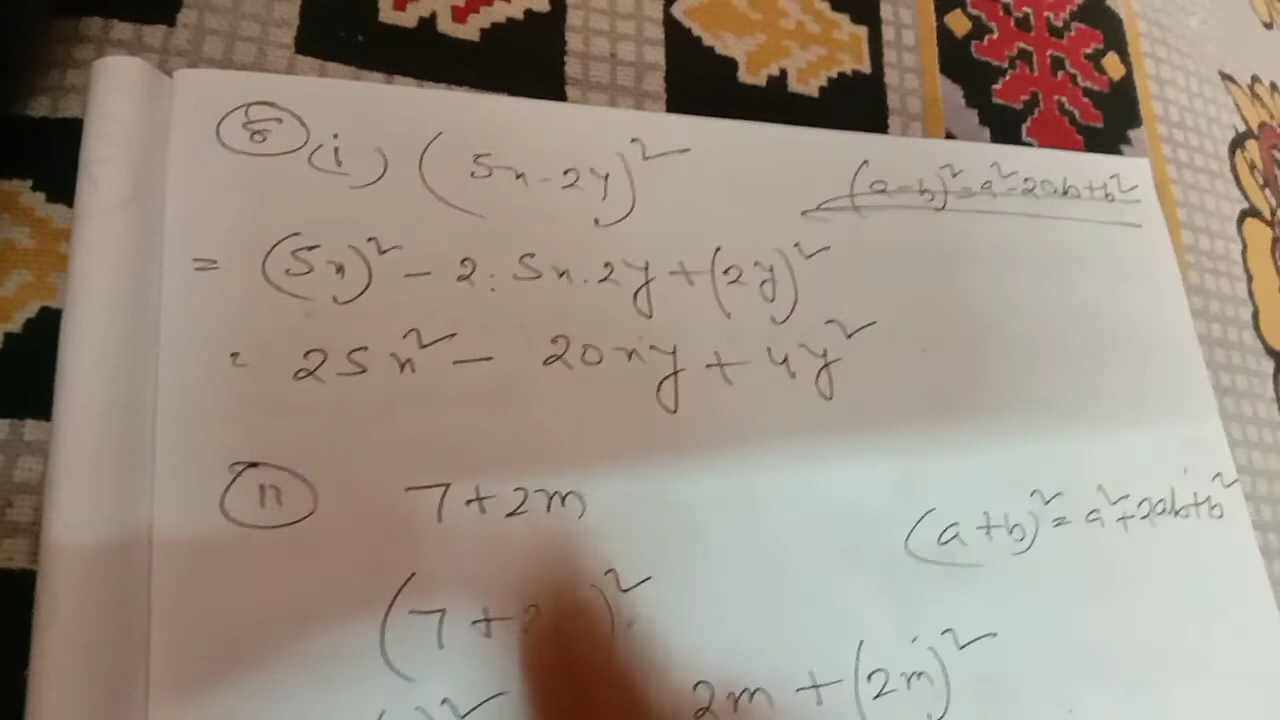 (i) (5x-2y)² (a-b)²=a²-2ab+b²
= (5x)² - 2.5x.2y+(2y)²
= 25x² - 20xy + 4y²
(ii) 7+2m (a+b)²=a²+2ab+b²
(7+ )²
2m + (2m)²